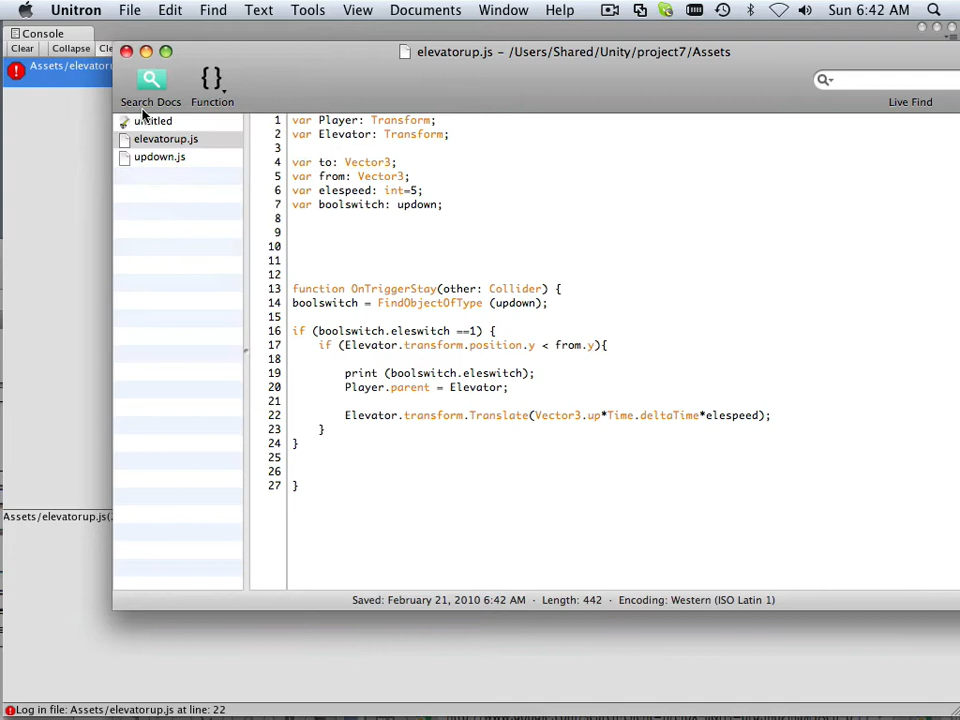 Unitron File Edit Find Text Tools View Documents Window Help Sun 6:42 AM
Console
elevatorup.js – /Users/Shared/Unity/project7/Assets
Clear Collapse
Assets/elevatoru
Search Docs Function Live Find
untitled
elevatorup.js
updown.js
1 var Player: Transform;
2 var Elevator: Transform;
3
4 var to: Vector3;
5 var from: Vector3;
6 var elespeed: int=5;
7 var boolswitch: updown;
8
9
10
11
12
13 function OnTriggerStay(other: Collider) {
14 boolswitch = FindObjectOfType (updown);
15
16 if (boolswitch.eleswitch ==1) {
17 if (Elevator.transform.position.y < from.y){
18
19 print (boolswitch.eleswitch);
20 Player.parent = Elevator;
21
22 Elevator.transform.Translate(Vector3.up*Time.deltaTime*elespeed);
23 }
24 }
25
26
27 }
Assets/elevatorup.js(
Saved: February 21, 2010 6:42 AM · Length: 442 · Encoding: Western (ISO Latin 1)
Log in file: Assets/elevatorup.js at line: 22